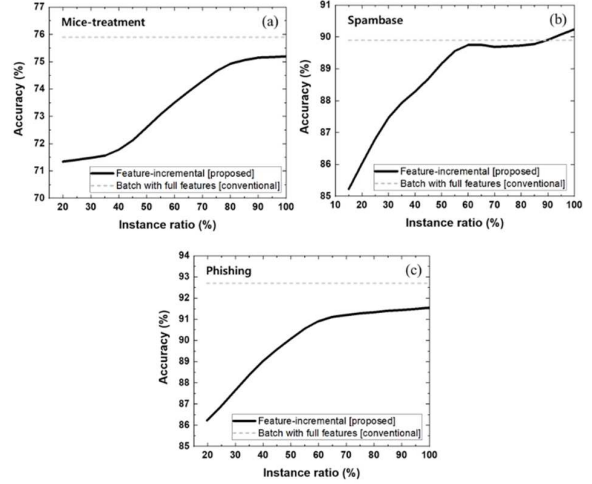 Mice-treatment (a)
77
76
75
74
73
72
71
70
Accuracy (%)
Feature-incremental [proposed]
Batch with full features [conventional]
20 30 40 50 60 70 80 90 100
Instance ratio (%)
Spambase (b)
91
90
89
88
87
86
85
Accuracy (%)
Feature-incremental [proposed]
Batch with full features [conventional]
10 20 30 40 50 60 70 80 90 100
Instance ratio (%)
Phishing (c)
94
93
92
91
90
89
88
87
86
85
Accuracy (%)
Feature-incremental [proposed]
Batch with full features [conventional]
20 30 40 50 60 70 80 90 100
Instance ratio (%)